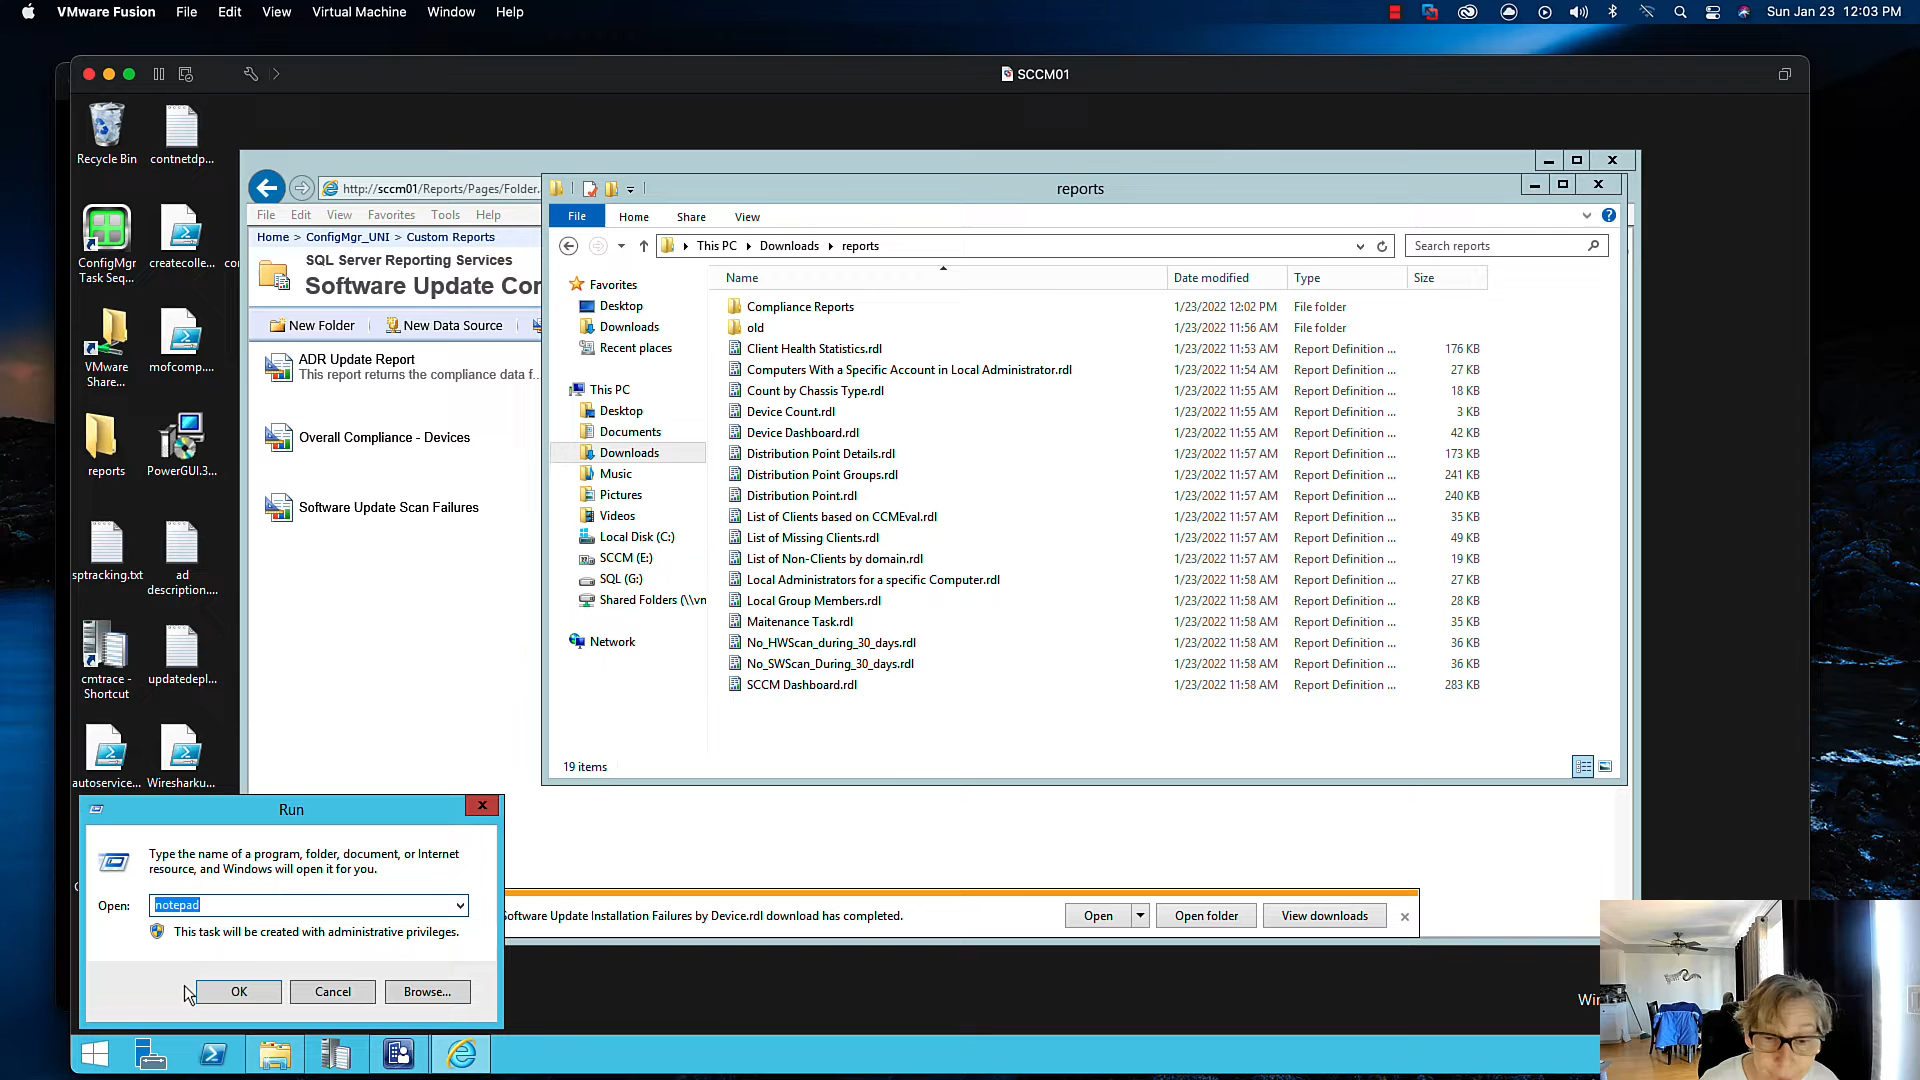 VMware Fusion File Edit View Virtual Machine Window Help
Sun Jan 23 12:03 PM
SCCM01
Recycle Bin
contnetdp...
ConfigMgr
Task Seq...
createcolle...
VMware
Share...
mofcomp....
reports
PowerGUI.3...
sptracking.txt
ad
description....
cmtrace -
Shortcut
updatedepl...
autoservice...
Wiresharku...
http://sccm01/Reports/Pages/Folder.
File Edit View Favorites Tools Help
Home > ConfigMgr_UNI > Custom Reports
SQL Server Reporting Services
Software Update Cor
New Folder
New Data Source
ADR Update Report
This report returns the compliance data f...
Overall Compliance - Devices
Software Update Scan Failures
reports
File Home Share View
This PC
Downloads
reports
Search reports
Favorites
Desktop
Downloads
Recent places
This PC
Desktop
Documents
Downloads
Music
Pictures
Videos
Local Disk (C:)
SCCM (E:)
SQL (G:)
Shared Folders (\\vn
Network
Name Date modified Type Size
Compliance Reports 1/23/2022 12:02 PM File folder
old 1/23/2022 11:56 AM File folder
Client Health Statistics.rdl 1/23/2022 11:53 AM Report Definition ... 176 KB
Computers With a Specific Account in Local Administrator.rdl 1/23/2022 11:54 AM Report Definition ... 27 KB
Count by Chassis Type.rdl 1/23/2022 11:55 AM Report Definition ... 18 KB
Device Count.rdl 1/23/2022 11:55 AM Report Definition ... 3 KB
Device Dashboard.rdl 1/23/2022 11:55 AM Report Definition ... 42 KB
Distribution Point Details.rdl 1/23/2022 11:57 AM Report Definition ... 173 KB
Distribution Point Groups.rdl 1/23/2022 11:57 AM Report Definition ... 241 KB
Distribution Point.rdl 1/23/2022 11:57 AM Report Definition ... 240 KB
List of Clients based on CCMEval.rdl 1/23/2022 11:57 AM Report Definition ... 35 KB
List of Missing Clients.rdl 1/23/2022 11:57 AM Report Definition ... 49 KB
List of Non-Clients by domain.rdl 1/23/2022 11:57 AM Report Definition ... 19 KB
Local Administrators for a specific Computer.rdl 1/23/2022 11:58 AM Report Definition ... 27 KB
Local Group Members.rdl 1/23/2022 11:58 AM Report Definition ... 28 KB
Maitenance Task.rdl 1/23/2022 11:58 AM Report Definition ... 35 KB
No_HWScan_during_30_days.rdl 1/23/2022 11:58 AM Report Definition ... 36 KB
No_SWScan_During_30_days.rdl 1/23/2022 11:58 AM Report Definition ... 36 KB
SCCM Dashboard.rdl 1/23/2022 11:58 AM Report Definition ... 283 KB
19 items
Run
Type the name of a program, folder, document, or Internet
resource, and Windows will open it for you.
Open: notepad
This task will be created with administrative privileges.
OK Cancel Browse...
Software Update Installation Failures by Device.rdl download has completed.
Open Open folder View downloads